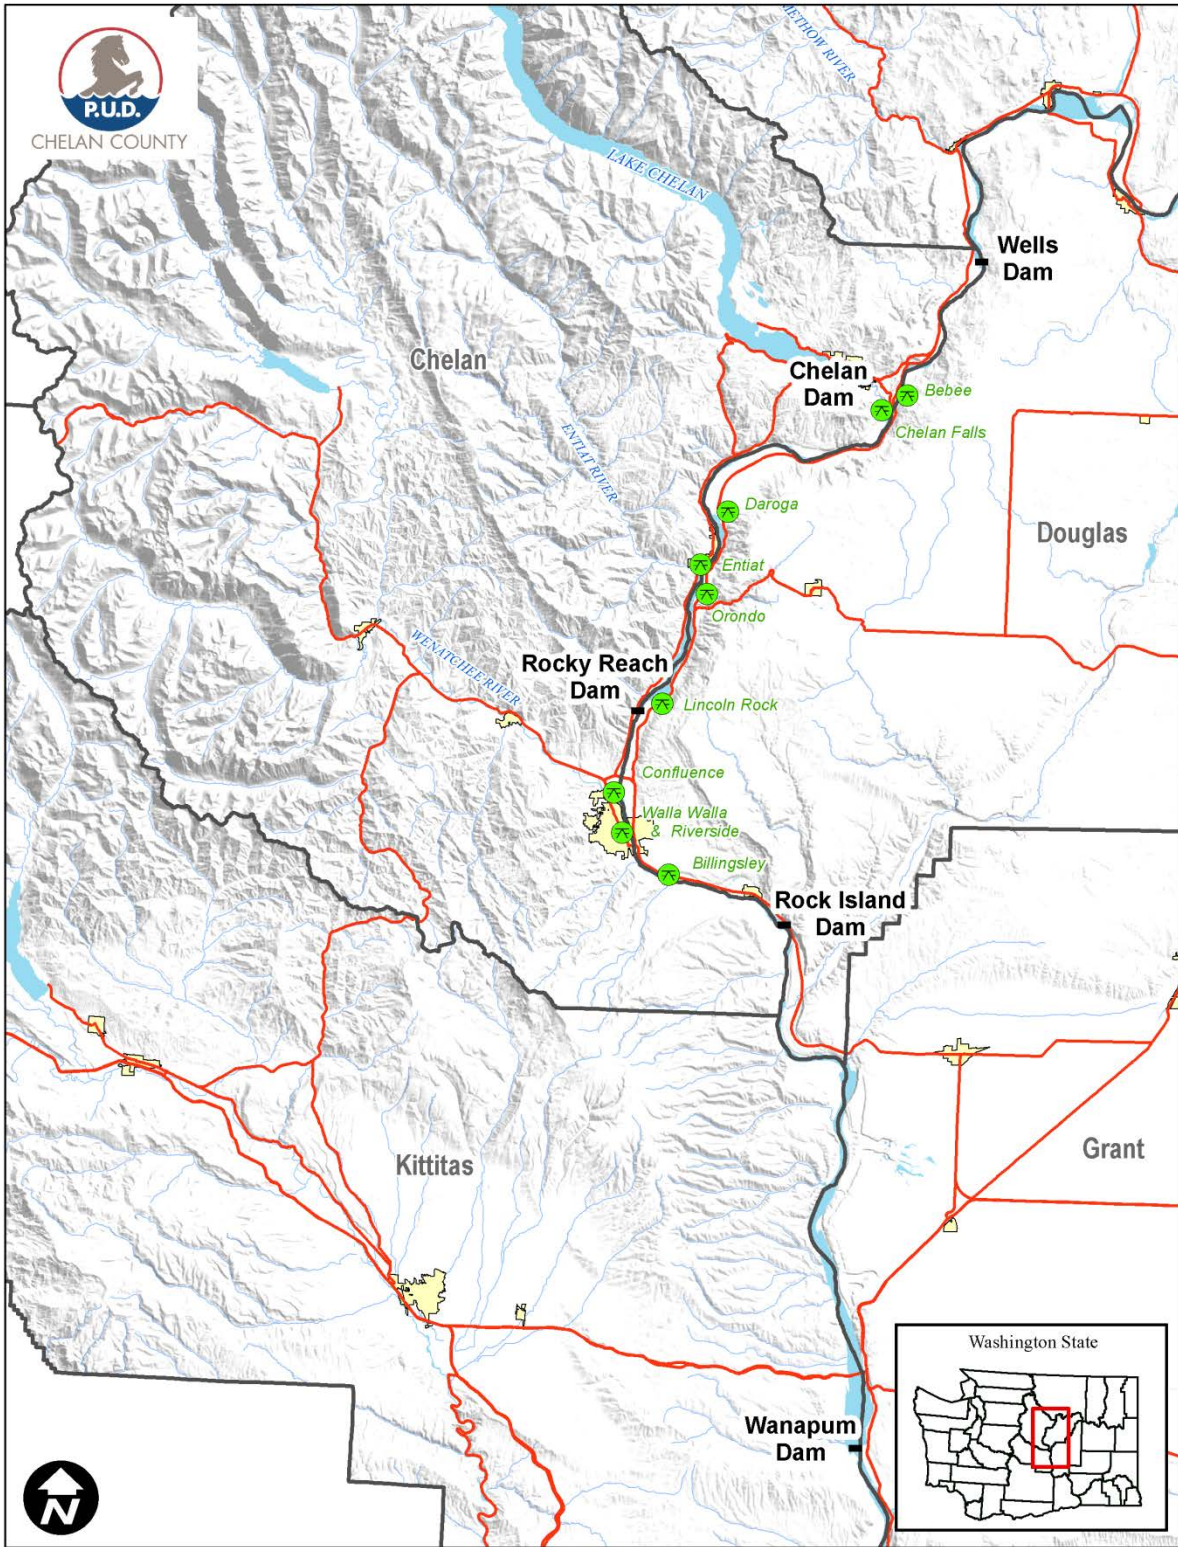 P.U.D.
CHELAN COUNTY
METHOW RIVER
LAKE CHELAN
Wells
Dam
Chelan
Chelan
Dam
Bebee
Chelan Falls
ENTIAT RIVER
Daroga
Douglas
Entiat
Orondo
WENATCHEE RIVER
Rocky Reach
Dam
Lincoln Rock
Confluence
Walla Walla
& Riverside
Billingsley
Rock Island
Dam
Kittitas
Grant
Wanapum
Dam
Washington State
N